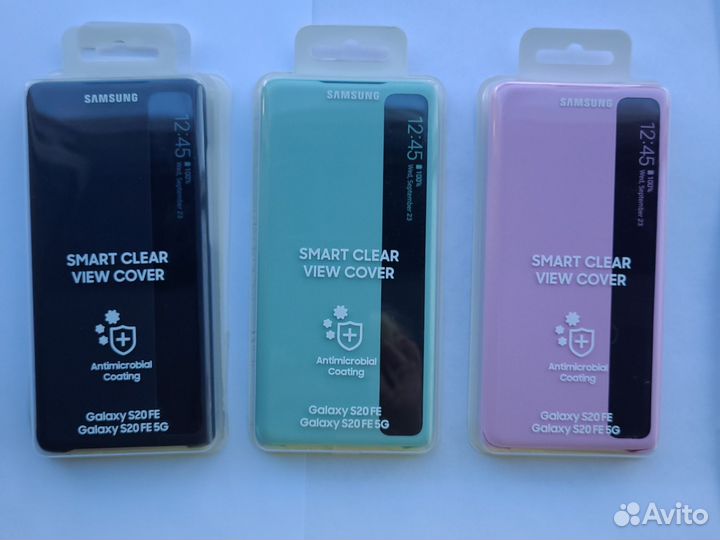 SAMSUNG
12:45
100%
Wed, September 23
SMART CLEAR
VIEW COVER
Antimicrobial
Coating
Galaxy S20 FE
Galaxy S20 FE 5G
SAMSUNG
12:45
100%
Wed, September 23
SMART CLEAR
VIEW COVER
Antimicrobial
Coating
Galaxy S20 FE
Galaxy S20 FE 5G
SAMSUNG
12:45
100%
Wed, September 23
SMART CLEAR
VIEW COVER
Antimicrobial
Coating
Galaxy S20 FE
Galaxy S20 FE 5G
Avito